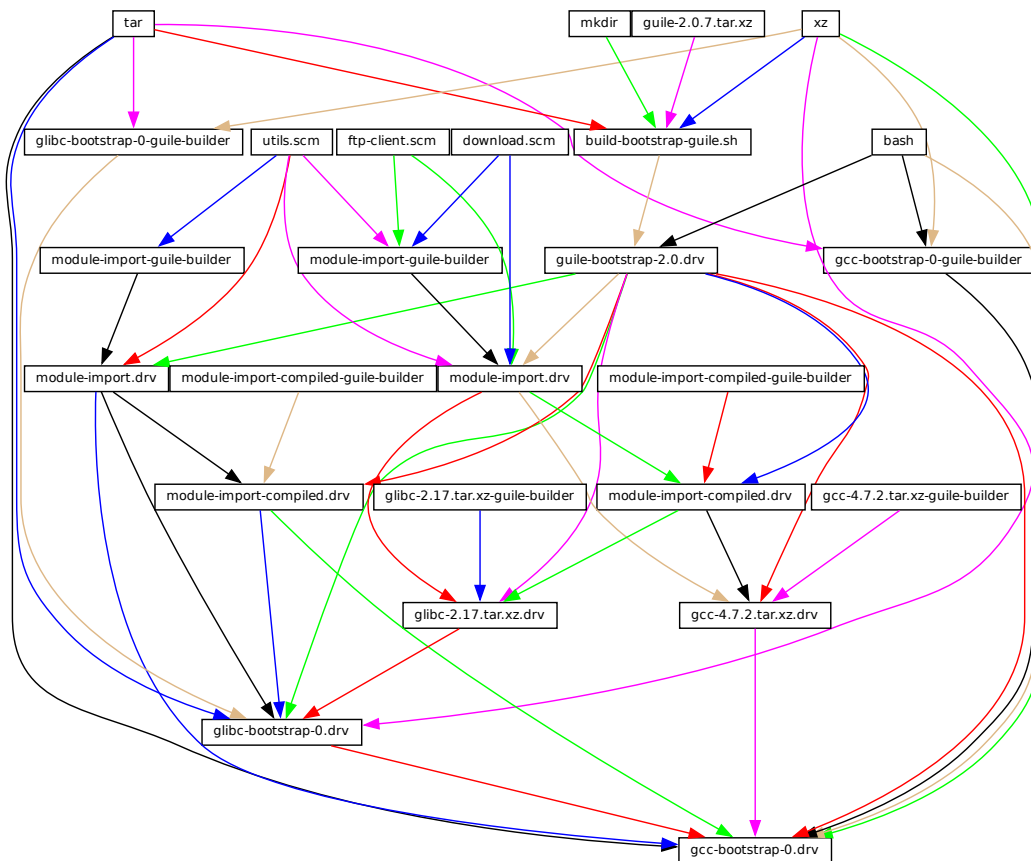 tar
mkdir
guile-2.0.7.tar.xz
xz
glibc-bootstrap-0-guile-builder
utils.scm
ftp-client.scm
download.scm
build-bootstrap-guile.sh
bash
module-import-guile-builder
module-import-guile-builder
guile-bootstrap-2.0.drv
gcc-bootstrap-0-guile-builder
module-import.drv
module-import-compiled-guile-builder
module-import.drv
module-import-compiled-guile-builder
module-import-compiled.drv
glibc-2.17.tar.xz-guile-builder
module-import-compiled.drv
gcc-4.7.2.tar.xz-guile-builder
glibc-2.17.tar.xz.drv
gcc-4.7.2.tar.xz.drv
glibc-bootstrap-0.drv
gcc-bootstrap-0.drv